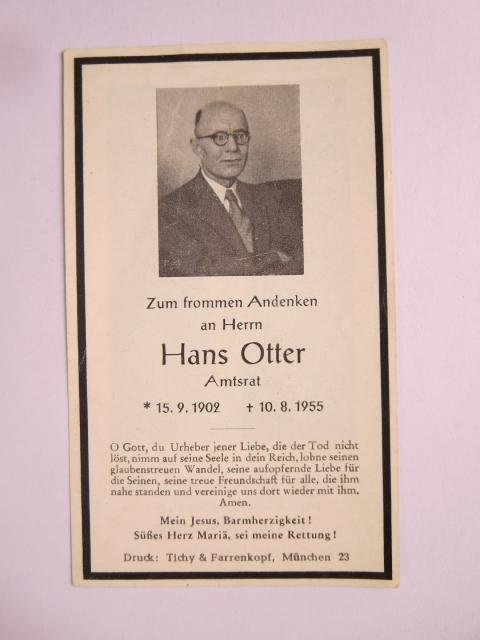 Zum frommen Andenken
an Herrn
Hans Otter
Amtsrat
* 15. 9. 1902 † 10. 8. 1955
O Gott, du Urheber jener Liebe, die der Tod nicht
löst, nimm auf seine Seele in dein Reich, lohne seinen
glaubenstreuen Wandel, seine aufopfernde Liebe für
die Seinen, seine treue Freundschaft für alle, die ihm
nahe standen und vereinige uns dort wieder mit ihm.
Amen.
Mein Jesus, Barmherzigkeit!
Süßes Herz Mariä, sei meine Rettung!
Druck: Tichy & Farrenkopf, München 23